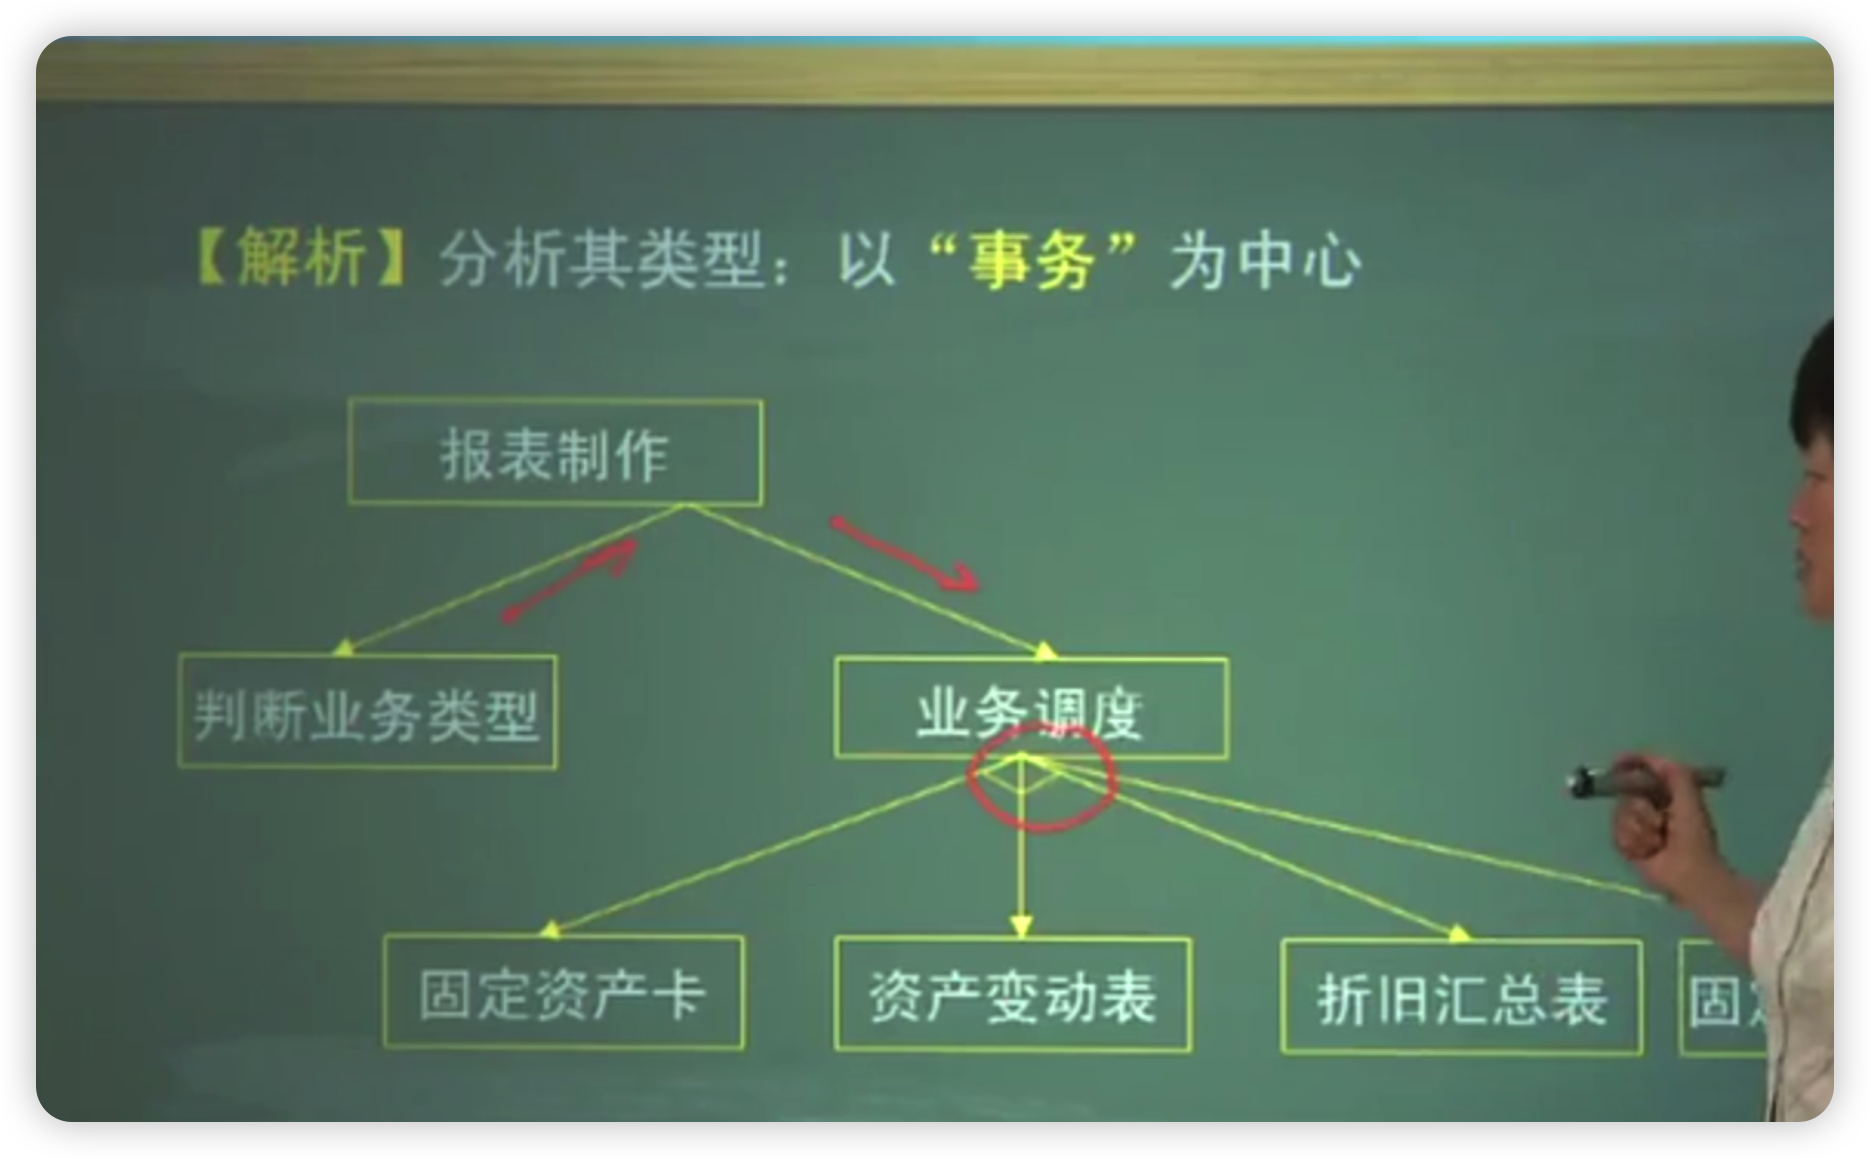 【解析】分析其类型：以“事务”为中心
报表制作
判断业务类型
业务调度
固定资产卡
资产变动表
折旧汇总表
固